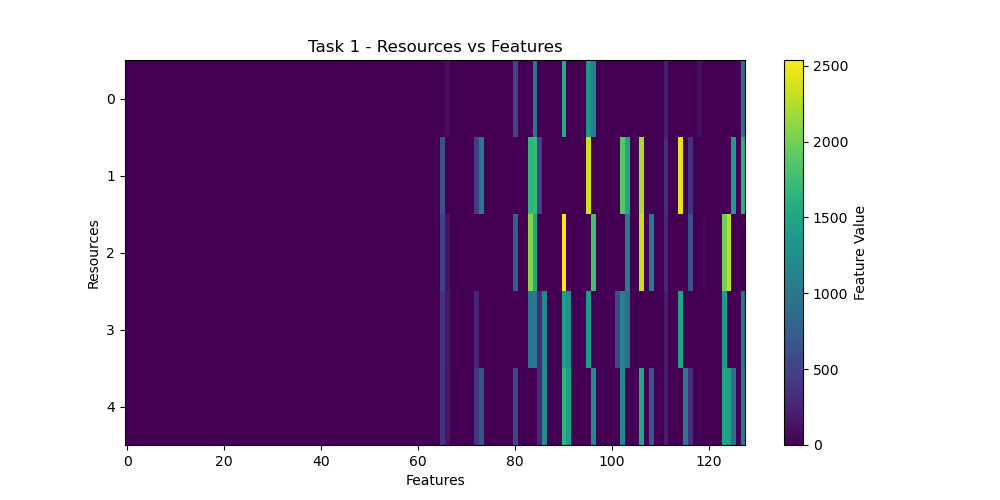 Task 1 - Resources vs Features
Resources
0
1
2
3
4
0 20 40 60 80 100 120
Features
2500
2000
1500
1000
500
0
Feature Value